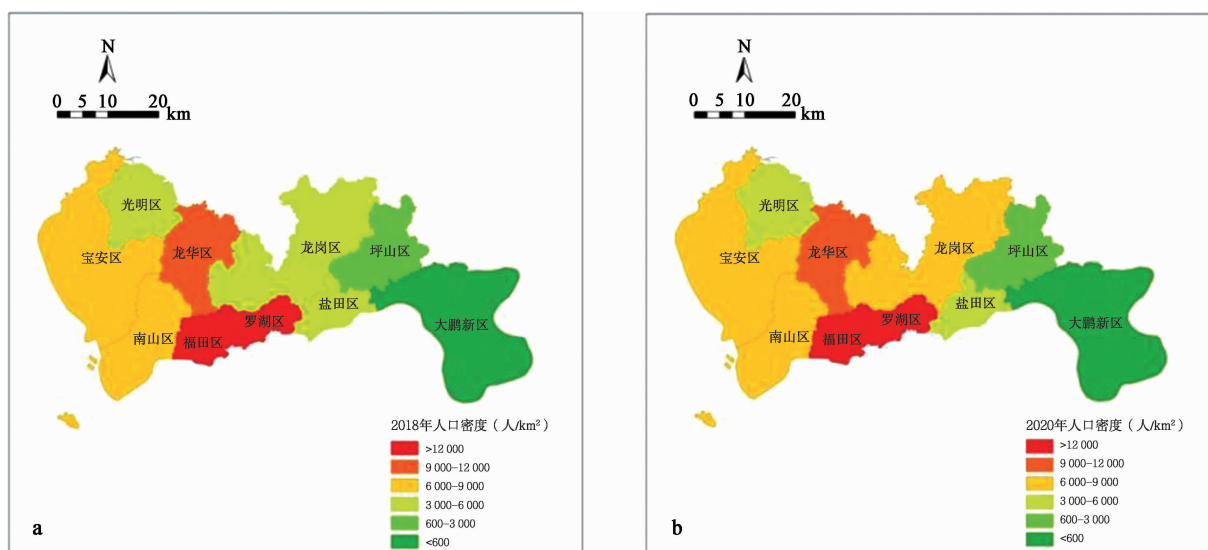 N
0 5 10 20
km
光明区
宝安区
龙华区
龙岗区
坪山区
盐田区
罗湖区
南山区
福田区
大鹏新区
2018年人口密度（人/km²）
>12 000
9 000-12 000
6 000-9 000
3 000-6 000
600-3 000
<600
a
N
0 5 10 20
km
光明区
宝安区
龙华区
龙岗区
坪山区
盐田区
罗湖区
南山区
福田区
大鹏新区
2020年人口密度（人/km²）
>12 000
9 000-12 000
6 000-9 000
3 000-6 000
600-3 000
<600
b